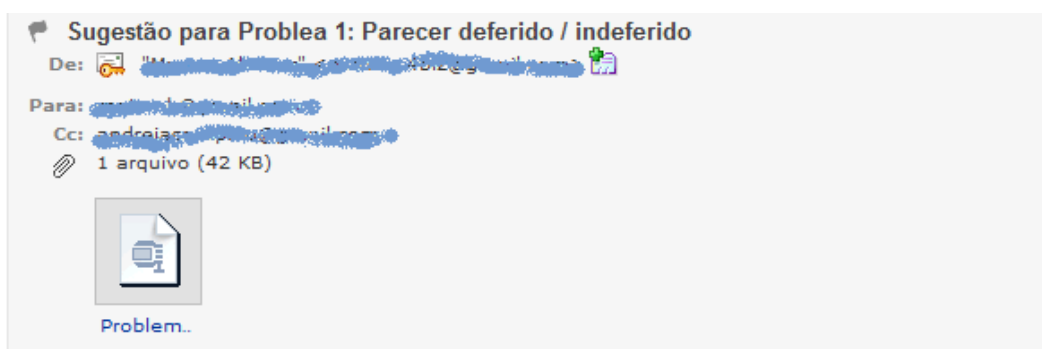 Sugestão para Problea 1: Parecer deferido / indeferido
De:
Para:
Cc:
1 arquivo (42 KB)
Problem..